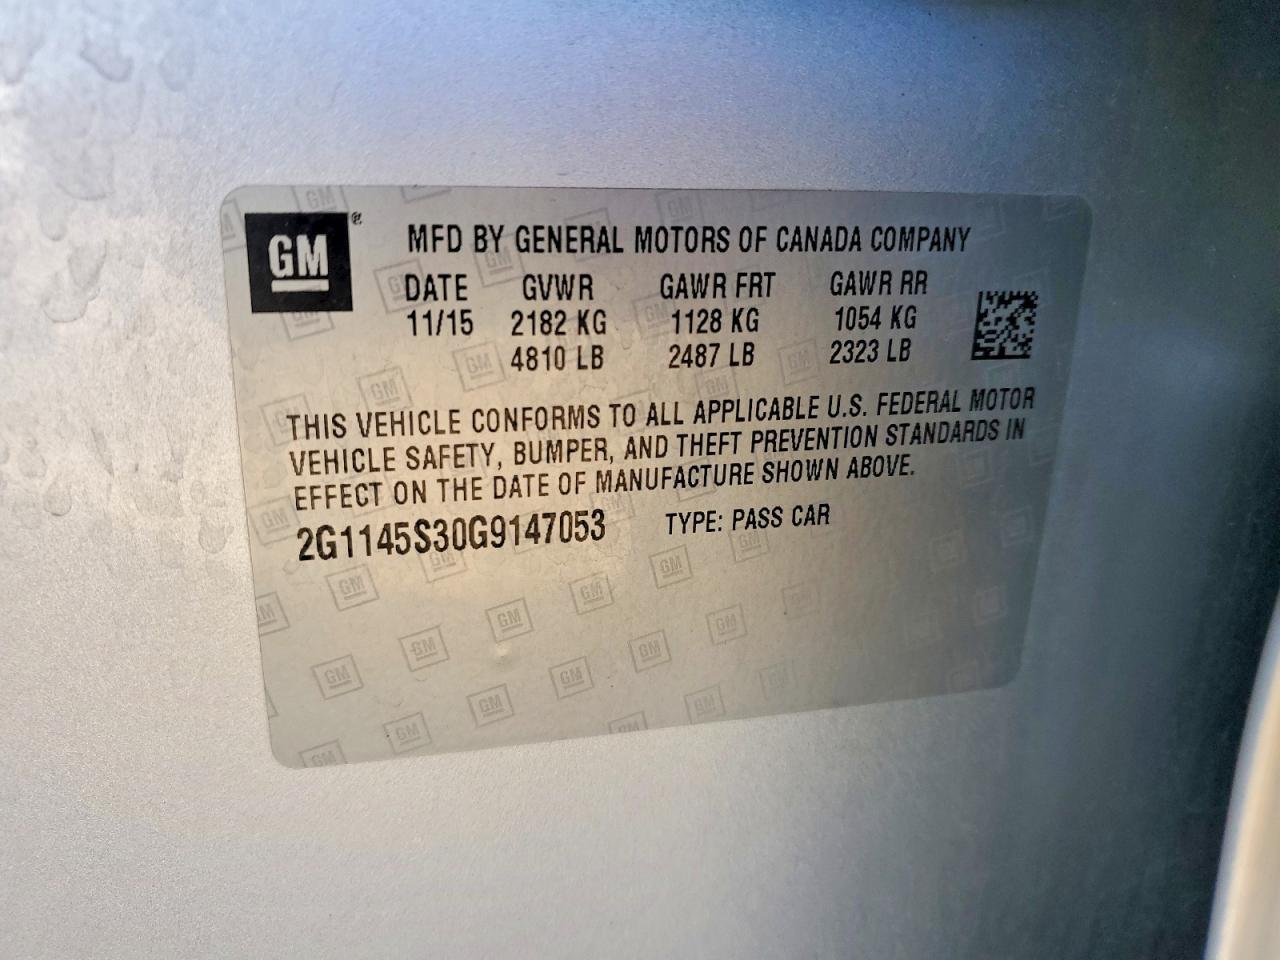 GM ®
MFD BY GENERAL MOTORS OF CANADA COMPANY
DATE GVWR GAWR FRT GAWR RR
11/15 2182 KG 1128 KG 1054 KG
4810 LB 2487 LB 2323 LB
THIS VEHICLE CONFORMS TO ALL APPLICABLE U.S. FEDERAL MOTOR
VEHICLE SAFETY, BUMPER, AND THEFT PREVENTION STANDARDS IN
EFFECT ON THE DATE OF MANUFACTURE SHOWN ABOVE.
2G1145S30G9147053 TYPE: PASS CAR